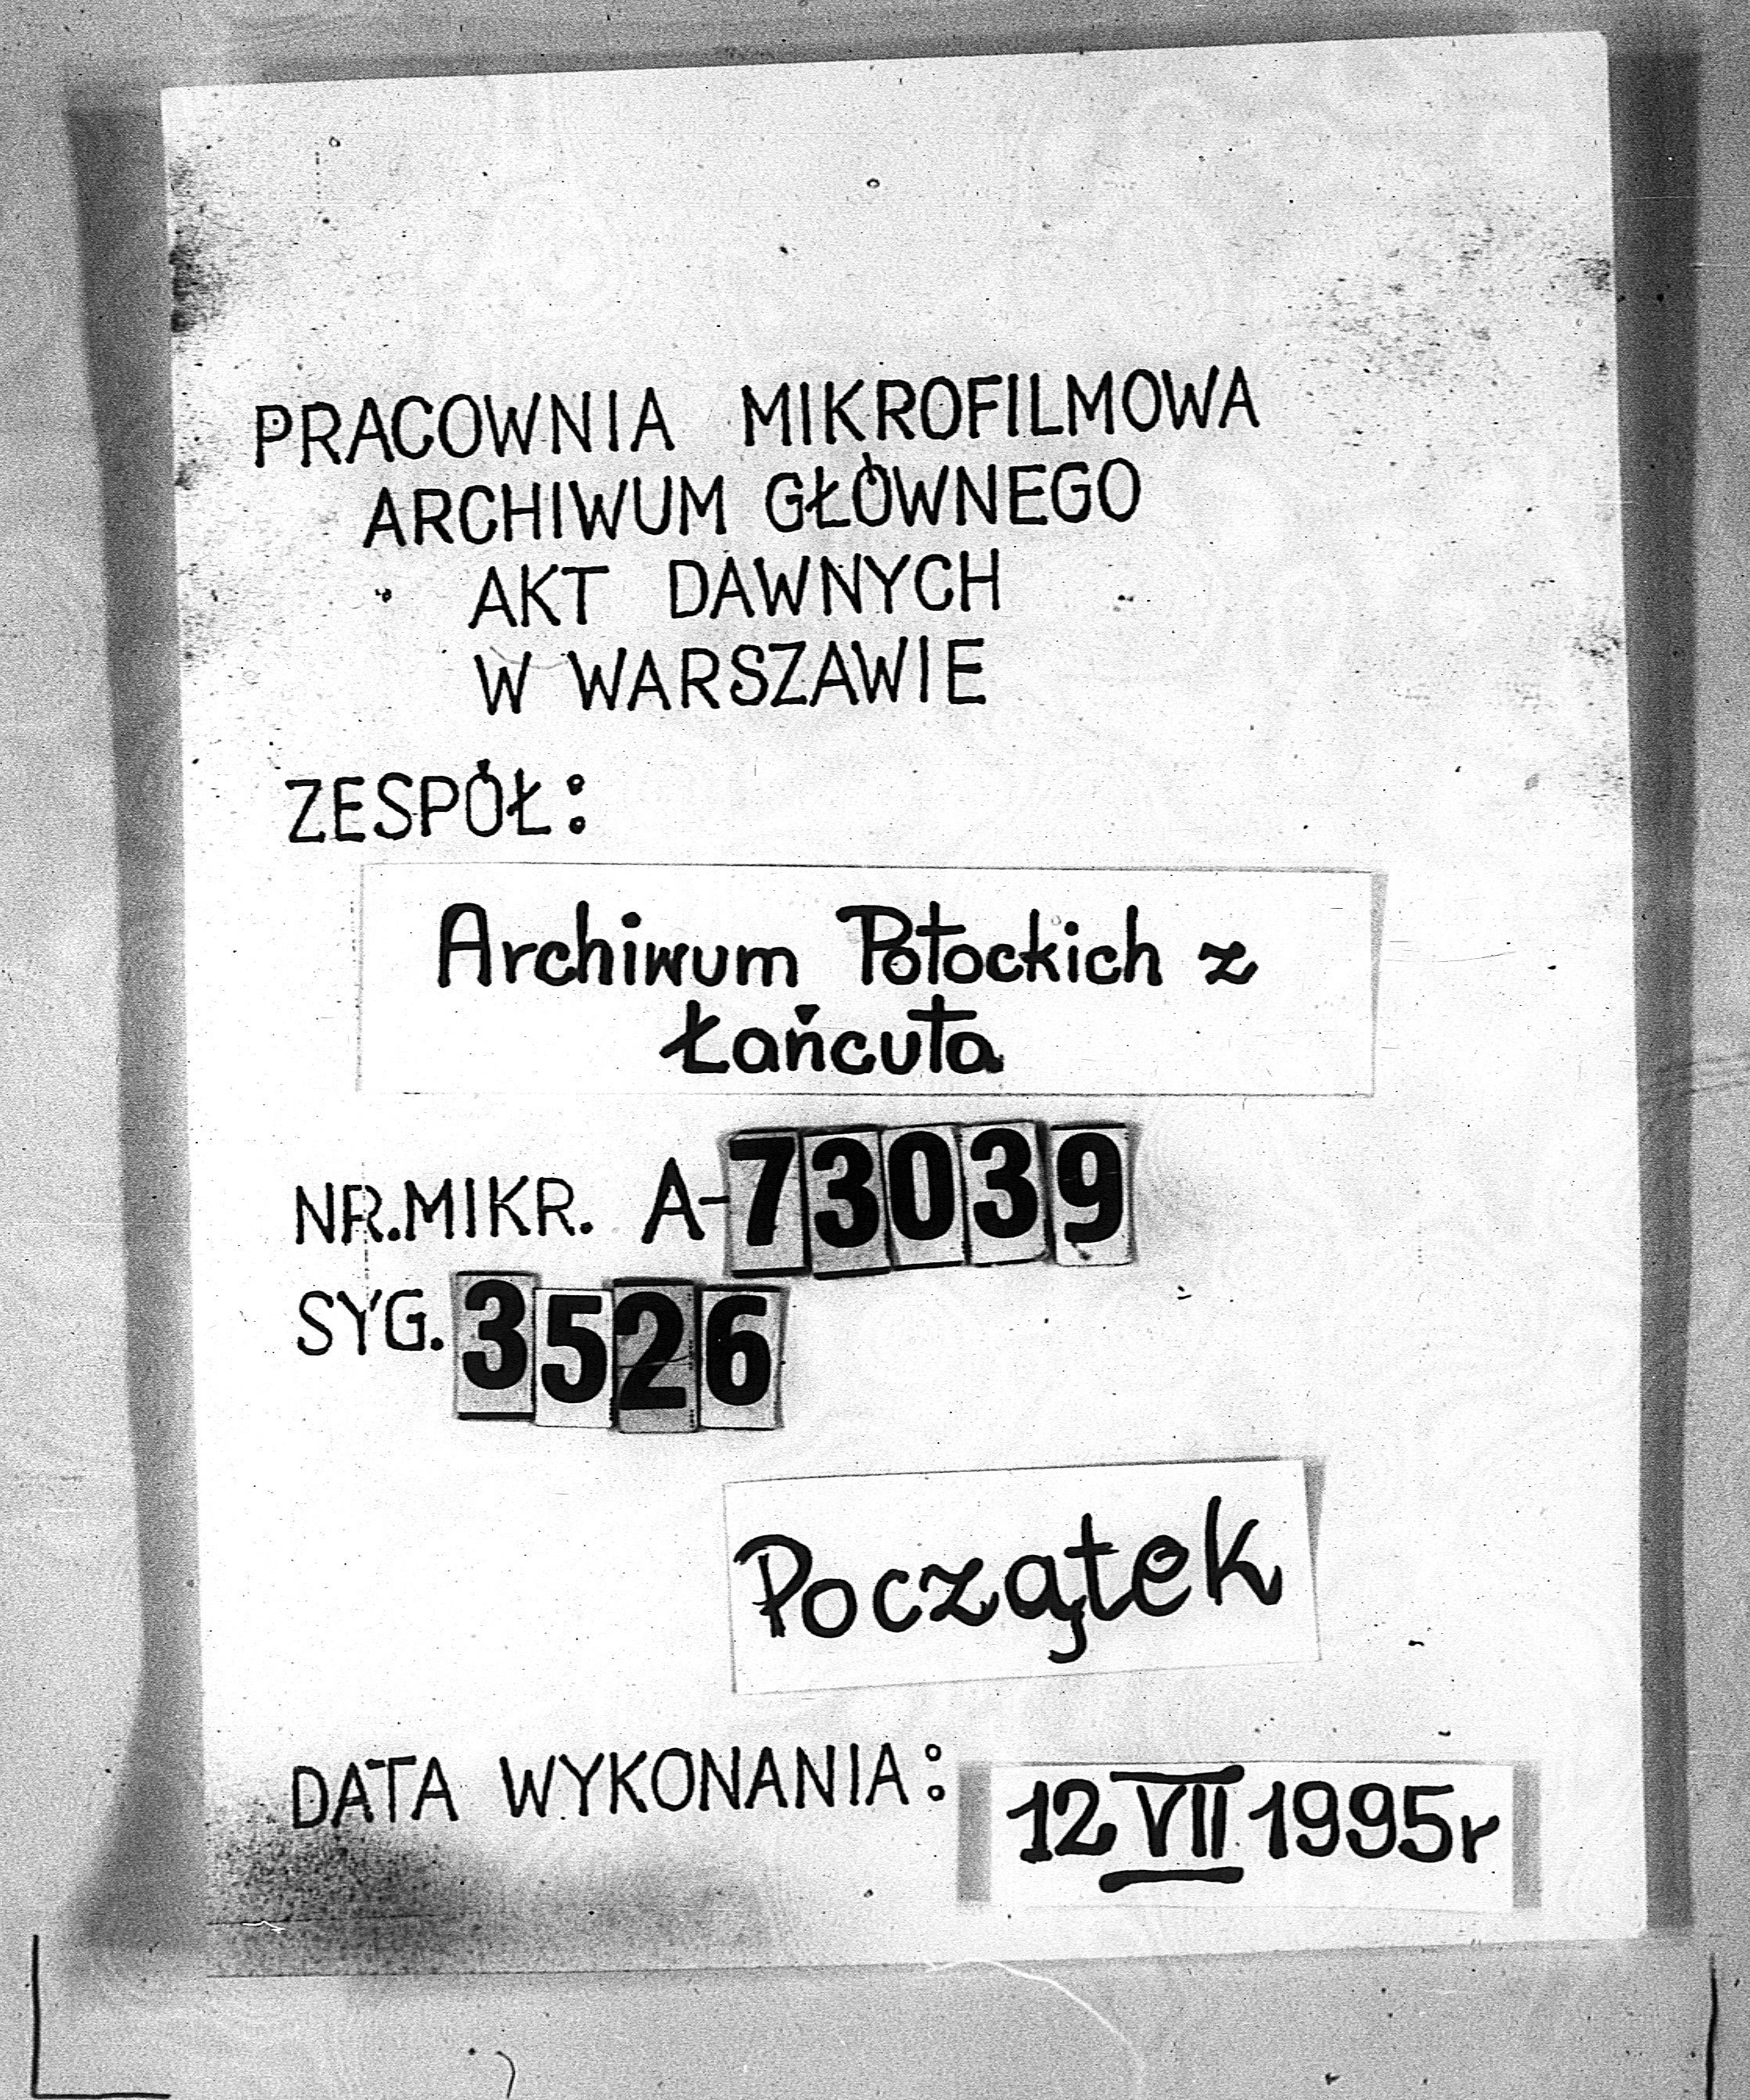 PRACOWNIA MIKROFILMOWA
ARCHIWUM GŁÓWNEGO
AKT DAWNYCH
W WARSZAWIE
ZESPÓŁ:
Archiwum Potockich z
Łańcuta
NR.MIKR. A-73039
SYG. 3526
Początek
DATA WYKONANIA: 12 VII 1995r